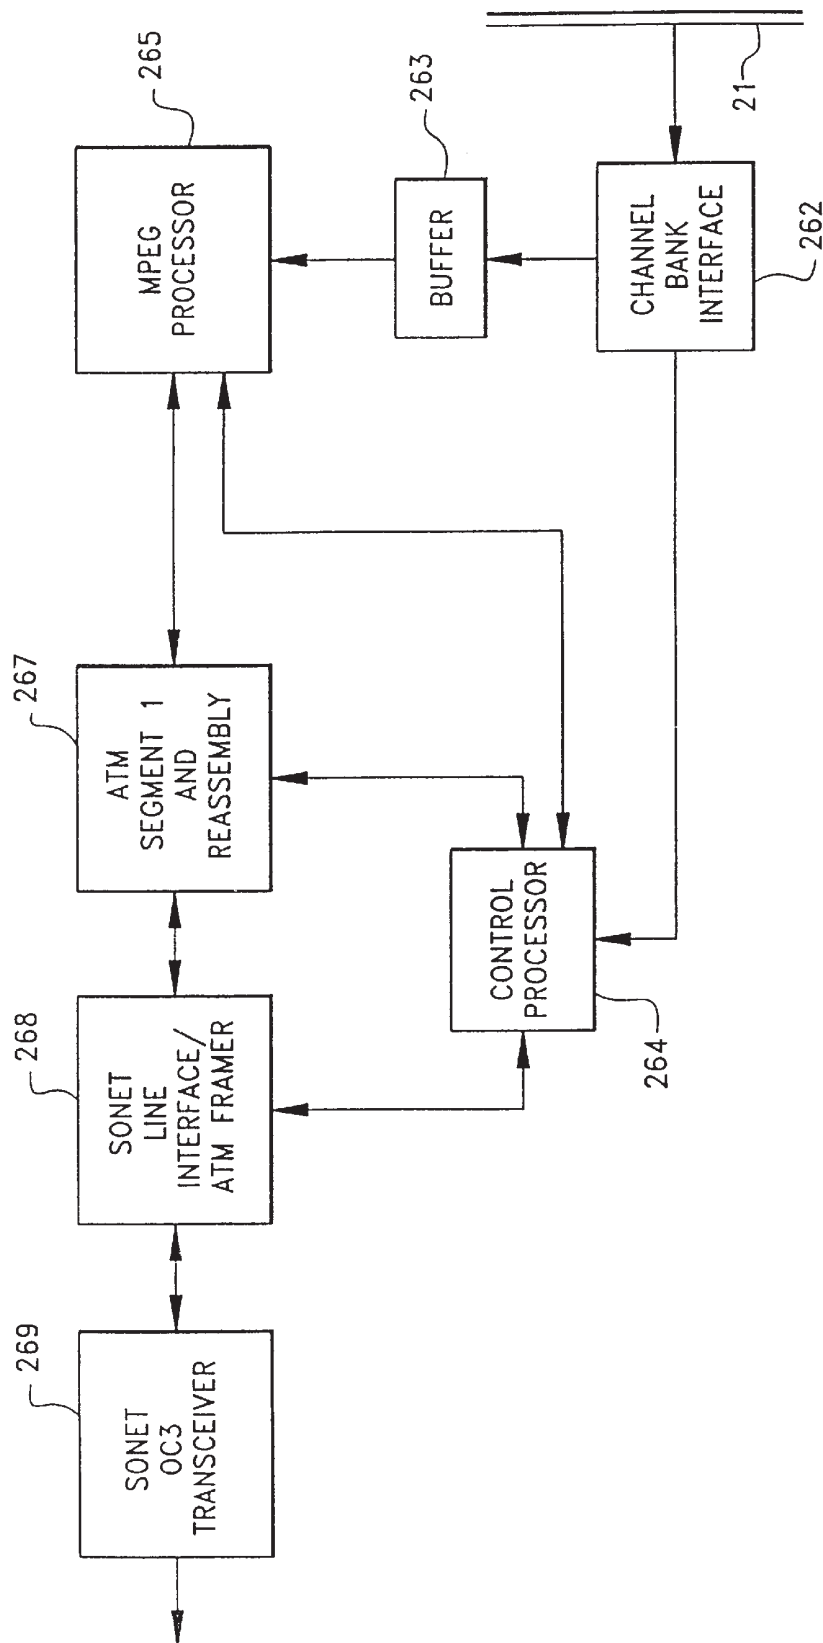 269
SONET
OC3
TRANSCEIVER
268
SONET
LINE
INTERFACE/
ATM FRAMER
267
ATM
SEGMENT 1
AND
REASSEMBLY
265
MPEG
PROCESSOR
263
BUFFER
264
CONTROL
PROCESSOR
CHANNEL
BANK
INTERFACE
262
21